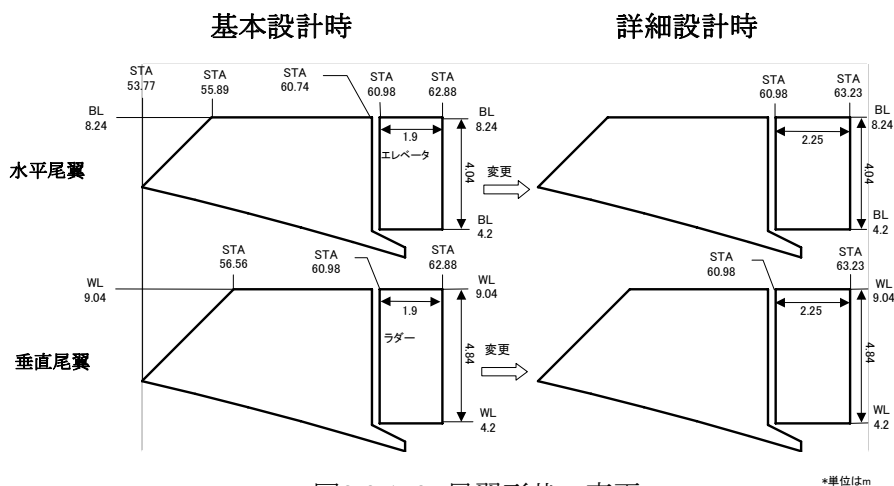 基本設計時
詳細設計時
STA
53.77
STA
55.89
STA
60.74
STA
60.98
STA
62.88
STA
60.98
STA
63.23
BL
8.24
BL
8.24
BL
8.24
1.9
エレベータ
4.04
2.25
4.04
水平尾翼
変更
BL
4.2
BL
4.2
STA
56.56
STA
60.98
STA
62.88
STA
60.98
STA
63.23
WL
9.04
WL
9.04
WL
9.04
1.9
ラダー
4.84
2.25
4.84
垂直尾翼
変更
WL
4.2
WL
4.2
*単位はm